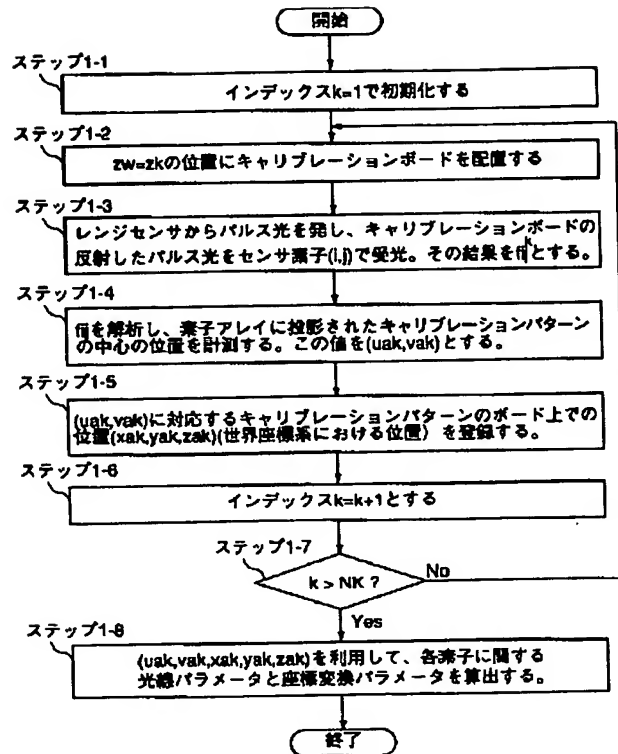 開始
ステップ1-1
インデックスk=1で初期化する
ステップ1-2
zw=zkの位置にキャリブレーションボードを配置する
ステップ1-3
レンジセンサからパルス光を発し、キャリブレーションボードの
反射したパルス光をセンサ素子(i,j)で受光。その結果を fij^k とする。
ステップ1-4
fijを解析し、素子アレイに投影されたキャリブレーションパターン
の中心の位置を計測する。この値を(uak,vak)とする。
ステップ1-5
(uak,vak)に対応するキャリブレーションパターンのボード上での
位置(xak,yak,zak)(世界座標系における位置）を登録する。
ステップ1-6
インデックスk=k+1とする
ステップ1-7
k > NK ?
No
Yes
ステップ1-8
(uak,vak,xak,yak,zak)を利用して、各素子に関する
光線パラメータと座標変換パラメータを算出する。
終了